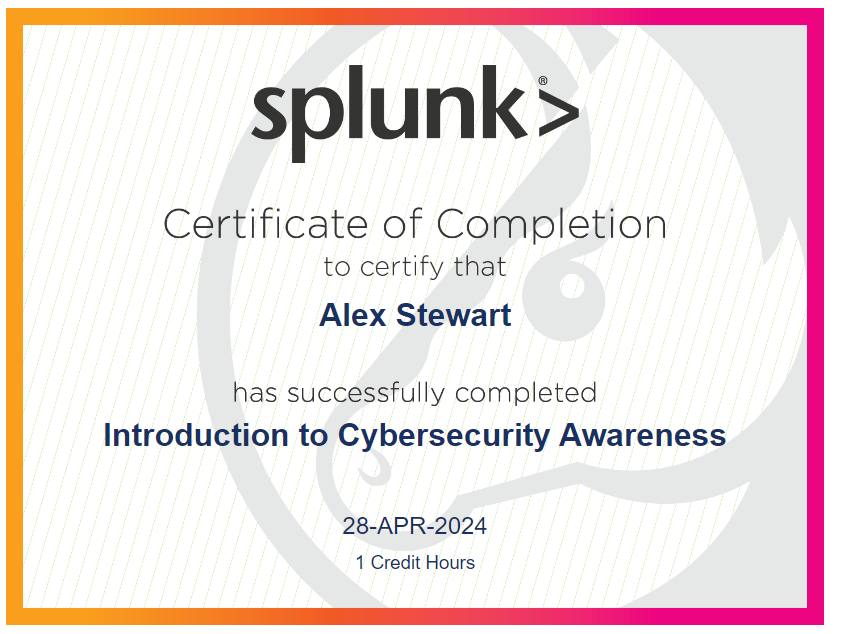 splunk>®
Certificate of Completion
to certify that
Alex Stewart
has successfully completed
Introduction to Cybersecurity Awareness
28-APR-2024
1 Credit Hours